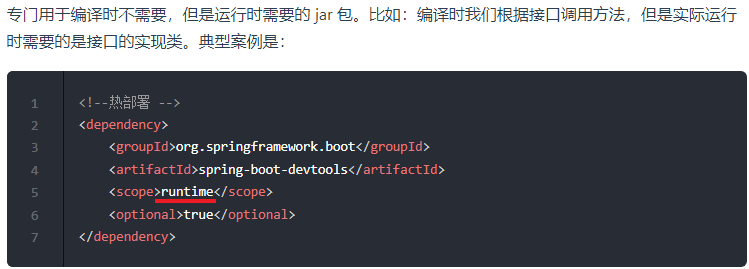 专门用于编译时不需要，但是运行时需要的 jar 包。比如：编译时我们根据接口调用方法，但是实际运行
时需要的是接口的实现类。典型案例是：
1 <!--热部署 -->
2 <dependency>
3     <groupId>org.springframework.boot</groupId>
4     <artifactId>spring-boot-devtools</artifactId>
5     <scope>runtime</scope>
6     <optional>true</optional>
7 </dependency>